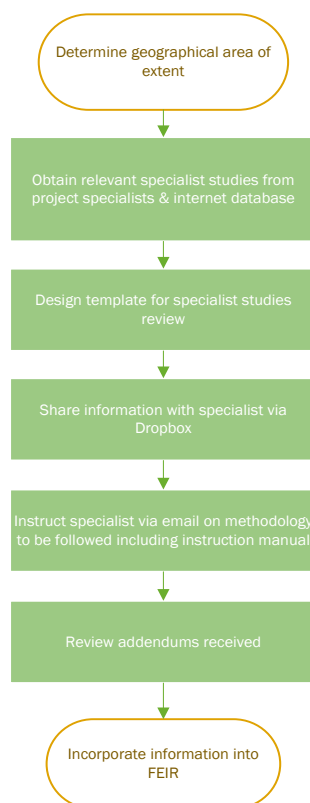 Determine geographical area of
extent
Obtain relevant specialist studies from
project specialists & internet database
Design template for specialist studies
review
Share information with specialist via
Dropbox
Instruct specialist via email on methodology
to be followed including instruction manual
Review addendums received
Incorporate information into
FEIR